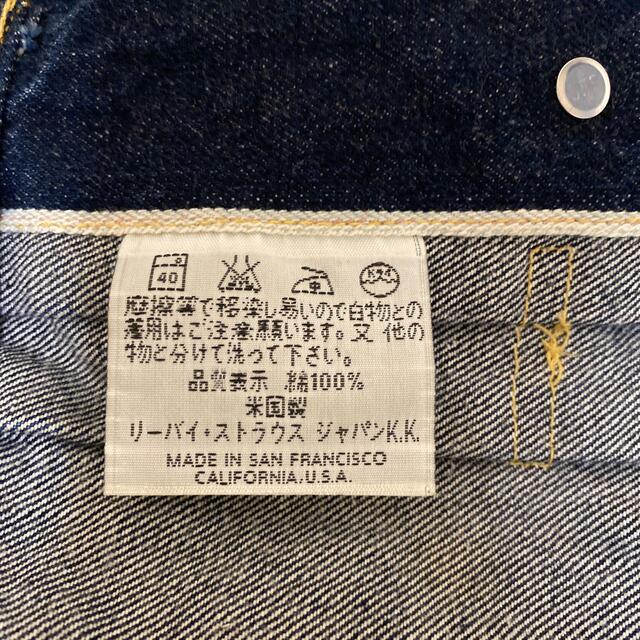 40
摩擦等で移染し易いので白物との
着用はご注意願います。又 他の
物と分けて洗って下さい。
品質表示 綿100%
米国製
リーバイ・ストラウス ジャパンK.K.
MADE IN SAN FRANCISCO
CALIFORNIA.U.S.A.